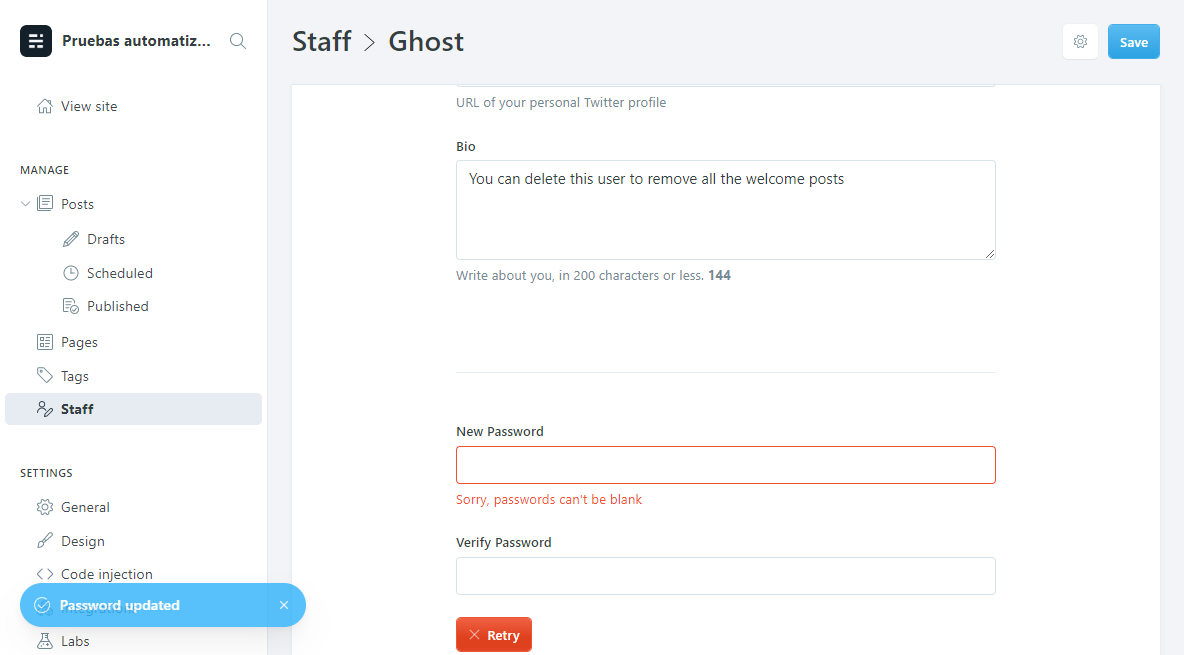 Pruebas automatiz...
View site
MANAGE
Posts
Drafts
Scheduled
Published
Pages
Tags
Staff
SETTINGS
General
Design
Code injection
Password updated
Labs
Staff > Ghost
Save
URL of your personal Twitter profile
Bio
You can delete this user to remove all the welcome posts
Write about you, in 200 characters or less. 144
New Password
Sorry, passwords can't be blank
Verify Password
Retry